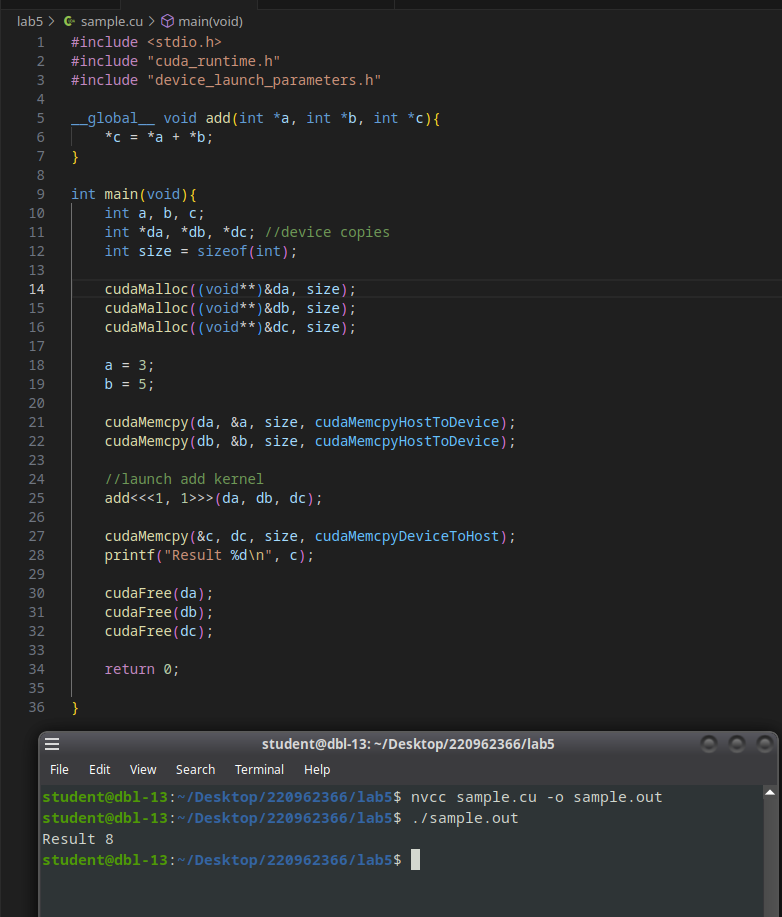 lab5 > sample.cu > main(void)
1 #include <stdio.h>
2 #include "cuda_runtime.h"
3 #include "device_launch_parameters.h"
4
5 __global__ void add(int *a, int *b, int *c){
6     *c = *a + *b;
7 }
8
9 int main(void){
10     int a, b, c;
11     int *da, *db, *dc; //device copies
12     int size = sizeof(int);
13
14     cudaMalloc((void**)&da, size);
15     cudaMalloc((void**)&db, size);
16     cudaMalloc((void**)&dc, size);
17
18     a = 3;
19     b = 5;
20
21     cudaMemcpy(da, &a, size, cudaMemcpyHostToDevice);
22     cudaMemcpy(db, &b, size, cudaMemcpyHostToDevice);
23
24     //launch add kernel
25     add<<<1, 1>>>(da, db, dc);
26
27     cudaMemcpy(&c, dc, size, cudaMemcpyDeviceToHost);
28     printf("Result %d\n", c);
29
30     cudaFree(da);
31     cudaFree(db);
32     cudaFree(dc);
33
34     return 0;
35
36 }
student@dbl-13: ~/Desktop/220962366/lab5
File Edit View Search Terminal Help
student@dbl-13:~/Desktop/220962366/lab5$ nvcc sample.cu -o sample.out
student@dbl-13:~/Desktop/220962366/lab5$ ./sample.out
Result 8
student@dbl-13:~/Desktop/220962366/lab5$